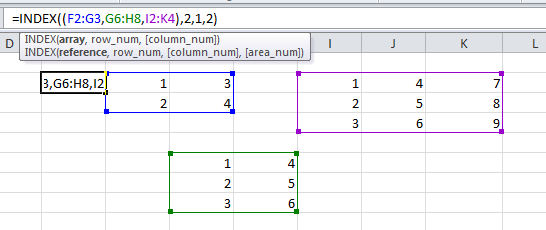 =INDEX((F2:G3,G6:H8,I2:K4),2,1,2)
INDEX(array, row_num, [column_num])
D INDEX(reference, row_num, [column_num], [area_num]) I J K L
3,G6:H8,I2 1 3 1 4 7
2 4 2 5 8
3 6 9
1 4
2 5
3 6